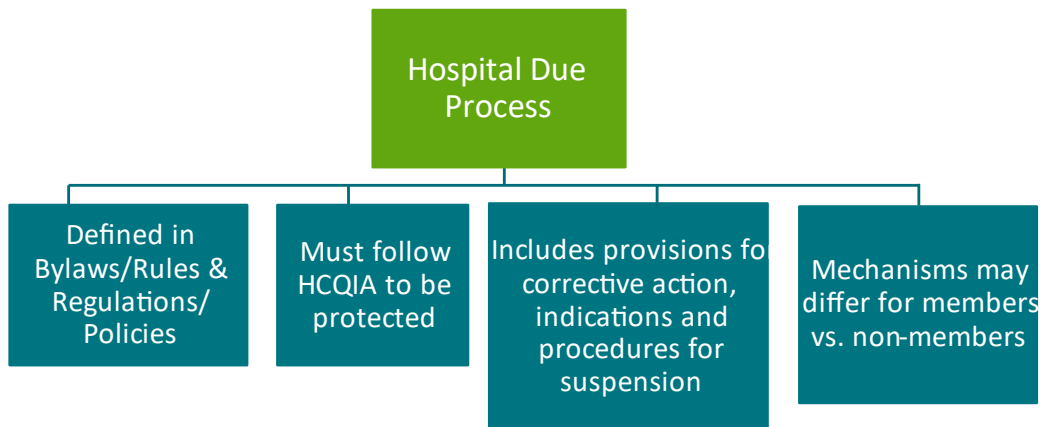 Hospital Due
Process
Defined in
Bylaws/Rules &
Regulations/
Policies
Must follow
HCQIA to be
protected
Includes provisions for
corrective action,
indications and
procedures for
suspension
Mechanisms may
differ for members
vs. non-members